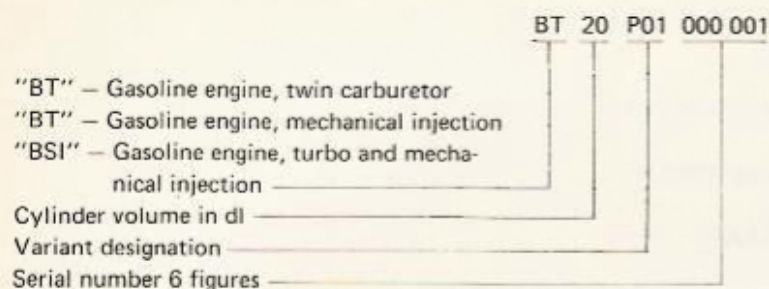 BT 20 P01 000 001
"BT" – Gasoline engine, twin carburetor
"BT" – Gasoline engine, mechanical injection
"BSI" – Gasoline engine, turbo and mecha-
nical injection
Cylinder volume in dl
Variant designation
Serial number 6 figures